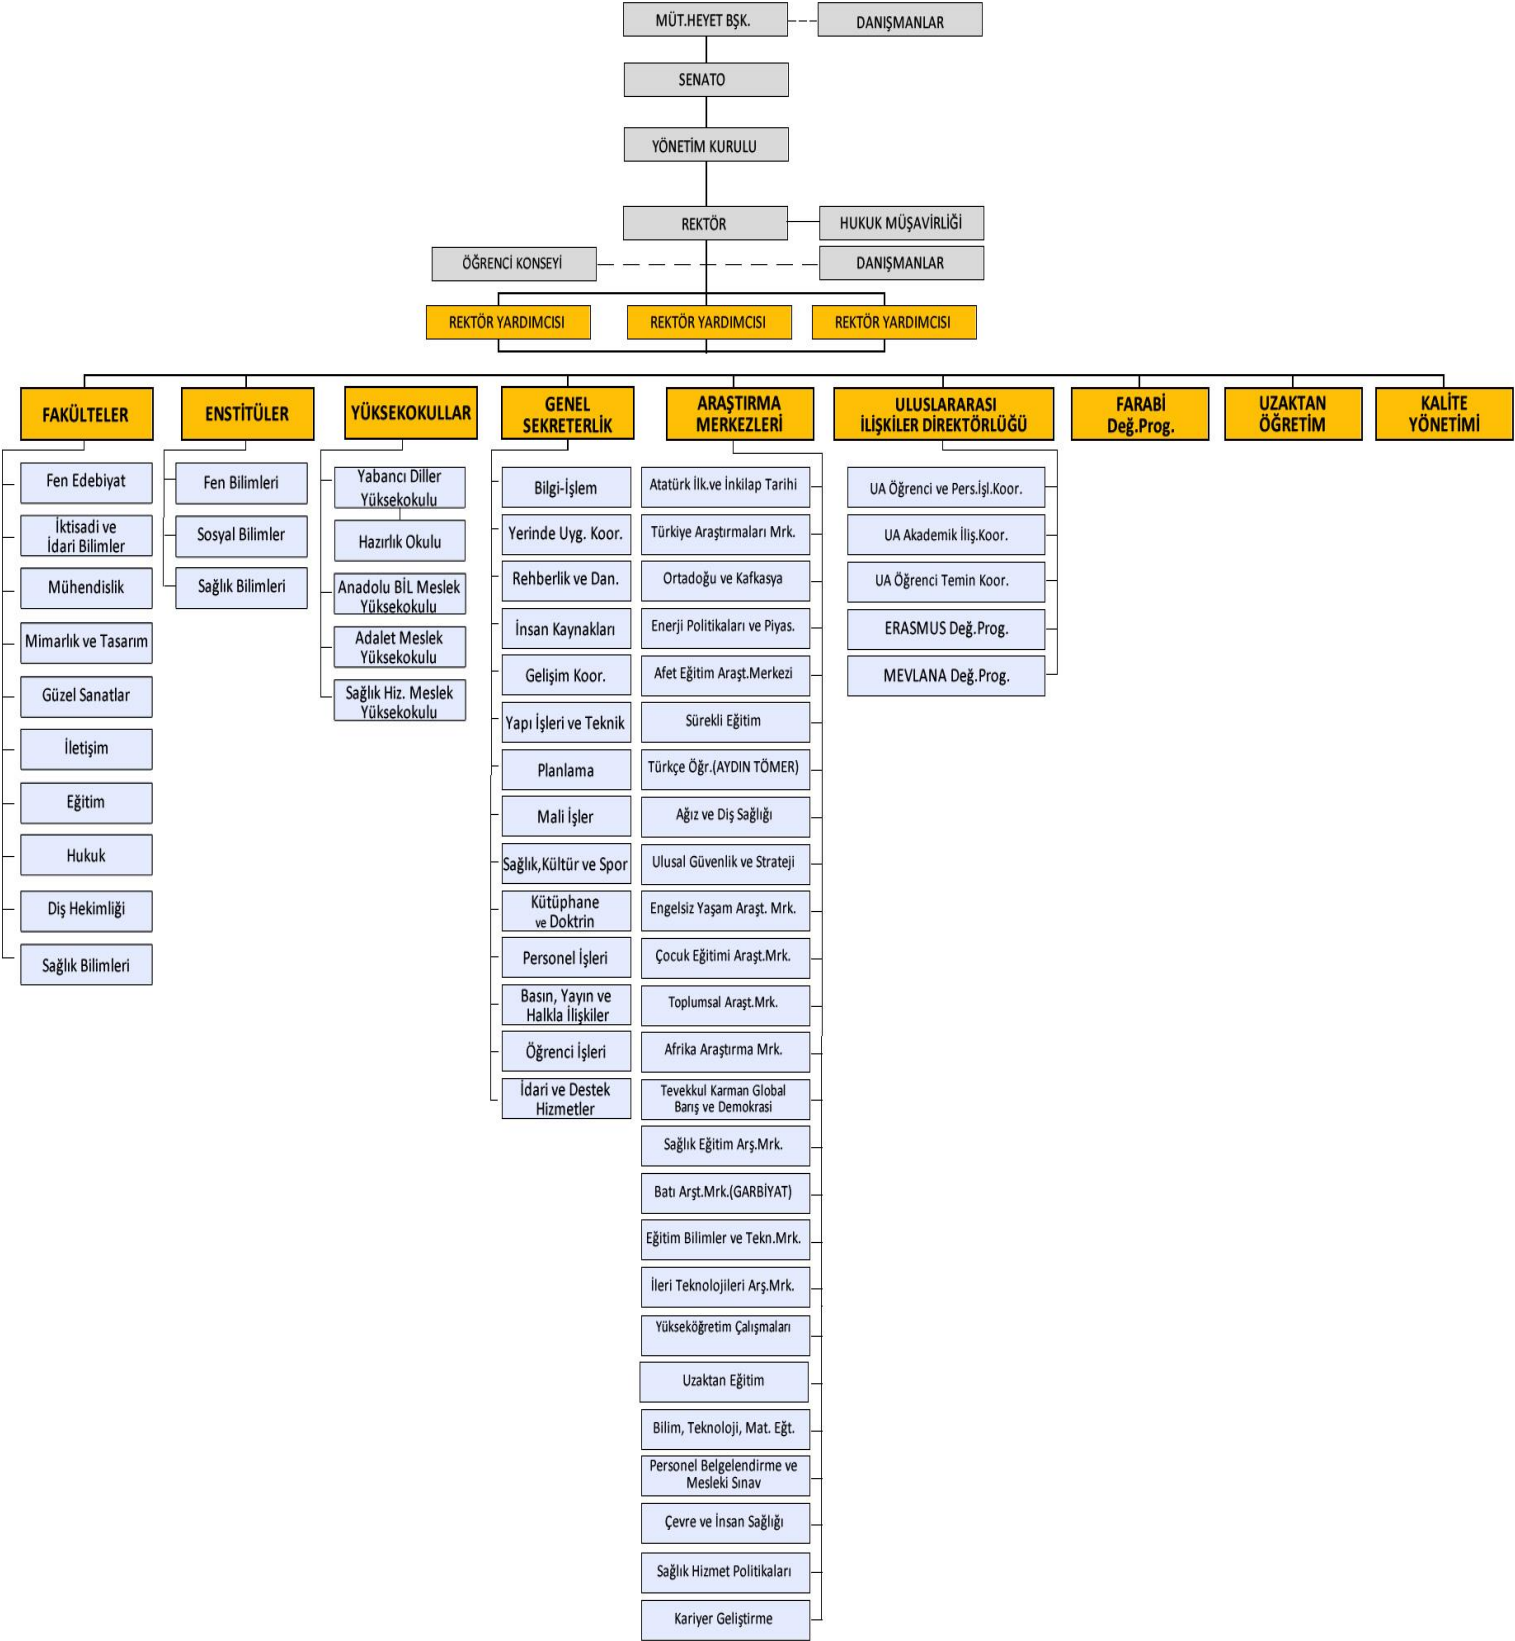 MÜT.HEYET BŞK.
DANIŞMANLAR
SENATO
YÖNETİM KURULU
REKTÖR
HUKUK MÜŞAVİRLİĞİ
ÖĞRENCİ KONSEYİ
DANIŞMANLAR
REKTÖR YARDIMCISI
REKTÖR YARDIMCISI
REKTÖR YARDIMCISI
FAKÜLTELER
Fen Edebiyat
İktisadi ve
İdari Bilimler
Mühendislik
Mimarlık ve Tasarım
Güzel Sanatlar
İletişim
Eğitim
Hukuk
Diş Hekimliği
Sağlık Bilimleri
ENSTİTÜLER
Fen Bilimleri
Sosyal Bilimler
Sağlık Bilimleri
YÜKSEKOKULLAR
Yabancı Diller
Yüksekokulu
Hazırlık Okulu
Anadolu BİL Meslek
Yüksekokulu
Adalet Meslek
Yüksekokulu
Sağlık Hiz. Meslek
Yüksekokulu
GENEL
SEKRETERLİK
Bilgi-İşlem
Yerinde Uyg. Koor.
Rehberlik ve Dan.
İnsan Kaynakları
Gelişim Koor.
Yapı İşleri ve Teknik
Planlama
Mali İşler
Sağlık,Kültür ve Spor
Kütüphane
ve Doktrin
Personel İşleri
Basın, Yayın ve
Halkla İlişkiler
Öğrenci İşleri
İdari ve Destek
Hizmetler
ARAŞTIRMA
MERKEZLERİ
Atatürk İlk.ve İnkilap Tarihi
Türkiye Araştırmaları Mrk.
Ortadoğu ve Kafkasya
Enerji Politikaları ve Piyas.
Afet Eğitim Araşt.Merkezi
Sürekli Eğitim
Türkçe Öğr.(AYDIN TÖMER)
Ağız ve Diş Sağlığı
Ulusal Güvenlik ve Strateji
Engelsiz Yaşam Araşt. Mrk.
Çocuk Eğitimi Araşt.Mrk.
Toplumsal Araşt.Mrk.
Afrika Araştırma Mrk.
Tevekkul Karman Global
Barış ve Demokrasi
Sağlık Eğitim Arş.Mrk.
Batı Arşt.Mrk.(GARBİYAT)
Eğitim Bilimler ve Tekn.Mrk.
İleri Teknolojileri Arş.Mrk.
Yükseköğretim Çalışmaları
Uzaktan Eğitim
Bilim, Teknoloji, Mat. Eğt.
Personel Belgelendirme ve
Mesleki Sınav
Çevre ve İnsan Sağlığı
Sağlık Hizmet Politikaları
Kariyer Geliştirme
ULUSLARARASI
İLİŞKİLER DİREKTÖRLÜĞÜ
UA Öğrenci ve Pers.İşl.Koor.
UA Akademik İliş.Koor.
UA Öğrenci Temin Koor.
ERASMUS Değ.Prog.
MEVLANA Değ.Prog.
FARABİ
Değ.Prog.
UZAKTAN
ÖĞRETİM
KALİTE
YÖNETİMİ